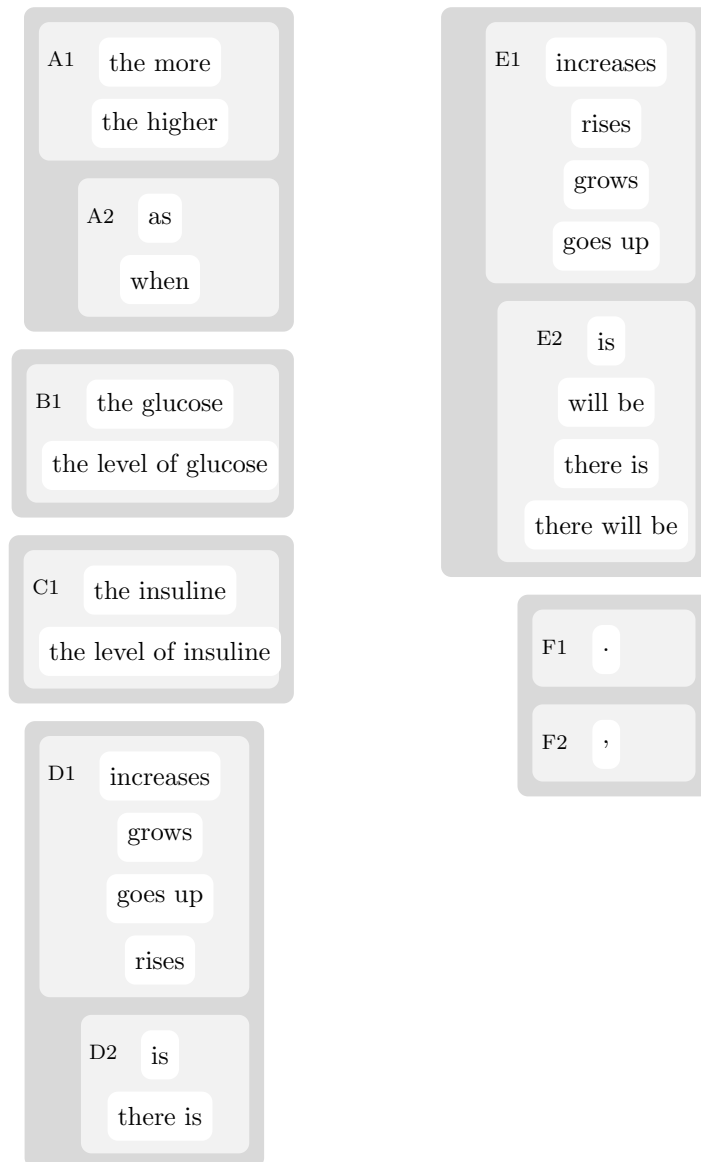 A1 the more
the higher
A2 as
when
B1 the glucose
the level of glucose
C1 the insuline
the level of insuline
D1 increases
grows
goes up
rises
D2 is
there is
E1 increases
rises
grows
goes up
E2 is
will be
there is
there will be
F1 .
F2 ,